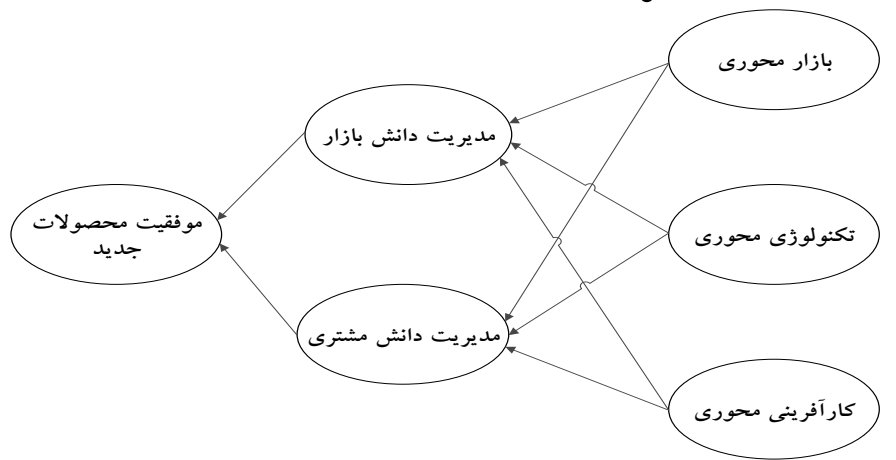 بازار محوری
مدیریت دانش بازار
موفقیت محصولات
جدید
تکنولوژی محوری
مدیریت دانش مشتری
کارآفرینی محوری